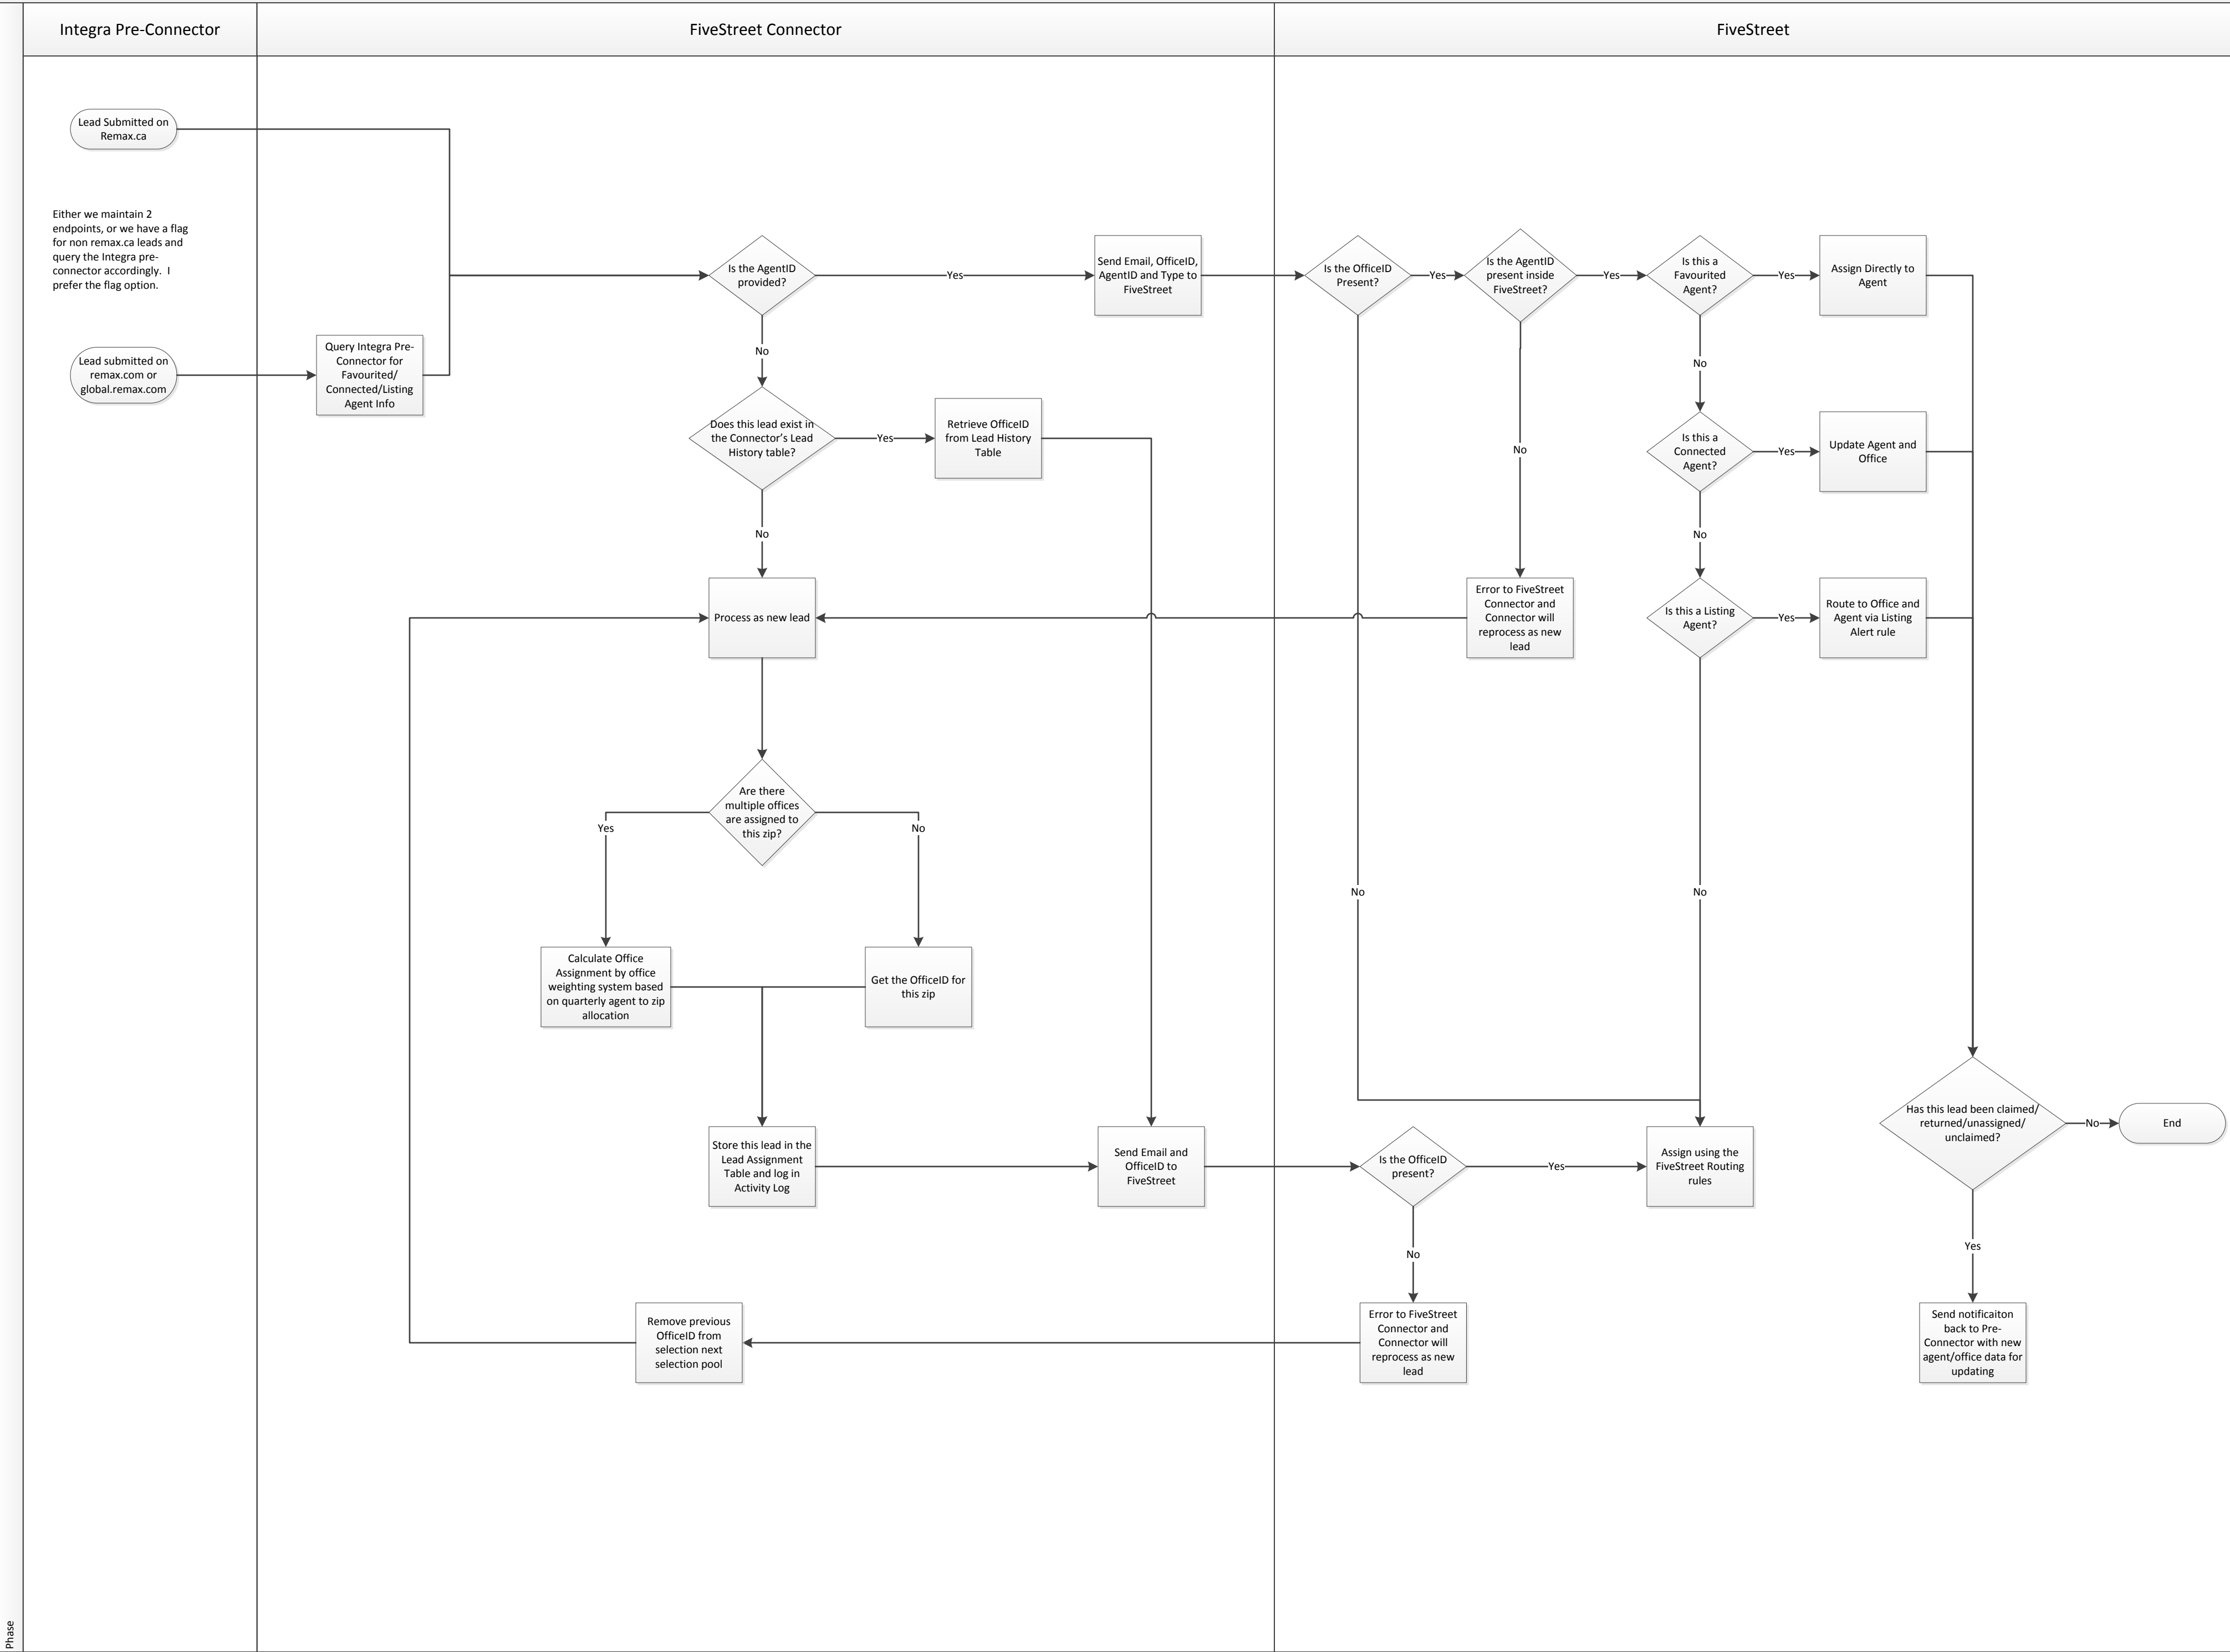 Integra Pre-Connector
FiveStreet Connector
FiveStreet
Lead Submitted on
Remax.ca
Either we maintain 2
endpoints, or we have a flag
for non remax.ca leads and
query the Integra pre-
connector accordingly.  I
prefer the flag option.
Lead submitted on
remax.com or
global.remax.com
Query Integra Pre-
Connector for
Favourited/
Connected/Listing
Agent Info
Is the AgentID
provided?
Yes
No
Send Email, OfficeID,
AgentID and Type to
FiveStreet
Does this lead exist in
the Connector's Lead
History table?
Yes
No
Retrieve OfficeID
from Lead History
Table
Process as new lead
Are there
multiple offices
are assigned to
this zip?
Yes
No
Calculate Office
Assignment by office
weighting system based
on quarterly agent to zip
allocation
Get the OfficeID for
this zip
Store this lead in the
Lead Assignment
Table and log in
Activity Log
Send Email and
OfficeID to
FiveStreet
Remove previous
OfficeID from
selection next
selection pool
Is the OfficeID
Present?
Yes
No
Is the AgentID
present inside
FiveStreet?
Yes
No
Error to FiveStreet
Connector and
Connector will
reprocess as new
lead
Is this a
Favourited
Agent?
Yes
No
Assign Directly to
Agent
Is this a
Connected
Agent?
Yes
No
Update Agent and
Office
Is this a Listing
Agent?
Yes
No
Route to Office and
Agent via Listing
Alert rule
Is the OfficeID
present?
Yes
No
Assign using the
FiveStreet Routing
rules
Error to FiveStreet
Connector and
Connector will
reprocess as new
lead
Has this lead been claimed/
returned/unassigned/
unclaimed?
No
End
Yes
Send notificaiton
back to Pre-
Connector with new
agent/office data for
updating
Phase